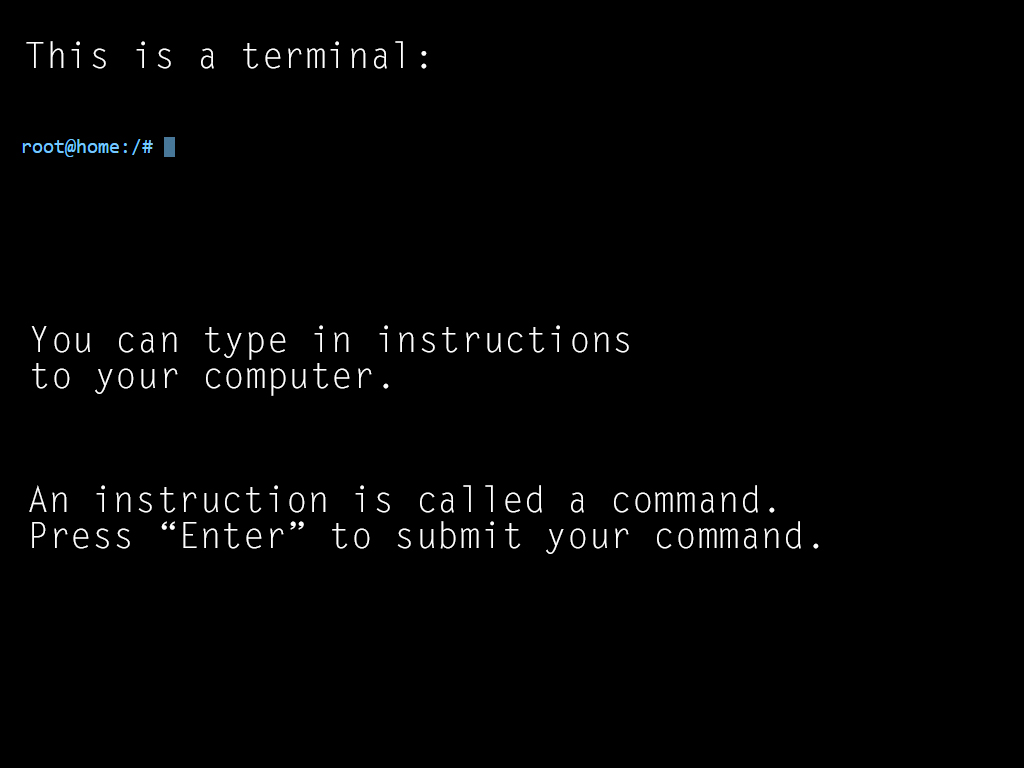 This is a terminal:
root@home:/#
You can type in instructions
to your computer.
An instruction is called a command.
Press “Enter” to submit your command.